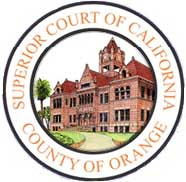 SUPERIOR COURT OF CALIFORNIA
COUNTY OF ORANGE